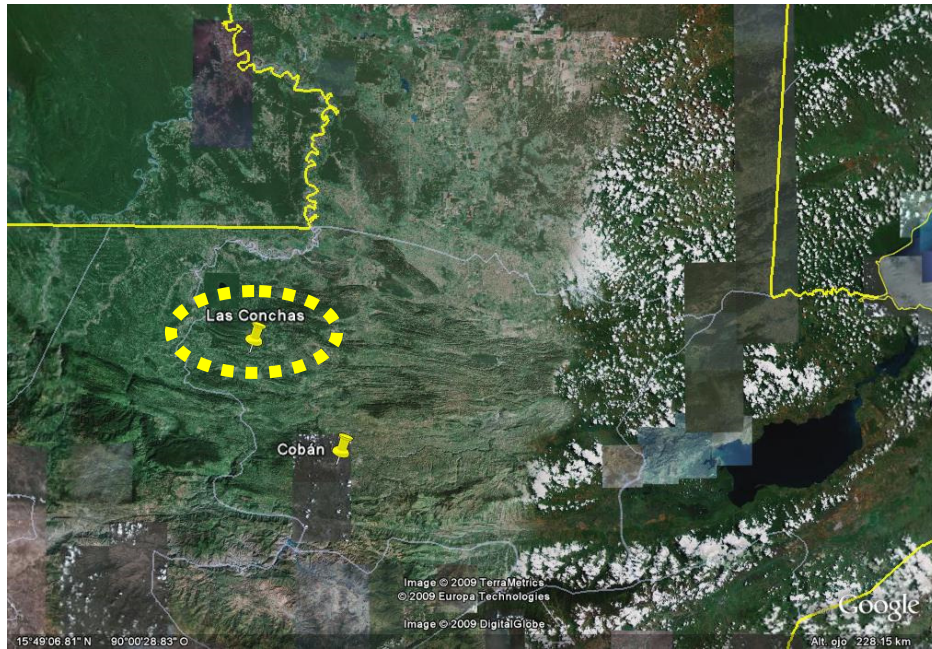 Las Conchas
Cobán
Image © 2009 TerraMetrics
© 2009 Europa Technologies
Image © 2009 DigitalGlobe
Google
15°49'06.81" N 90°00'28.83" O
Alt. ojo 228.15 km